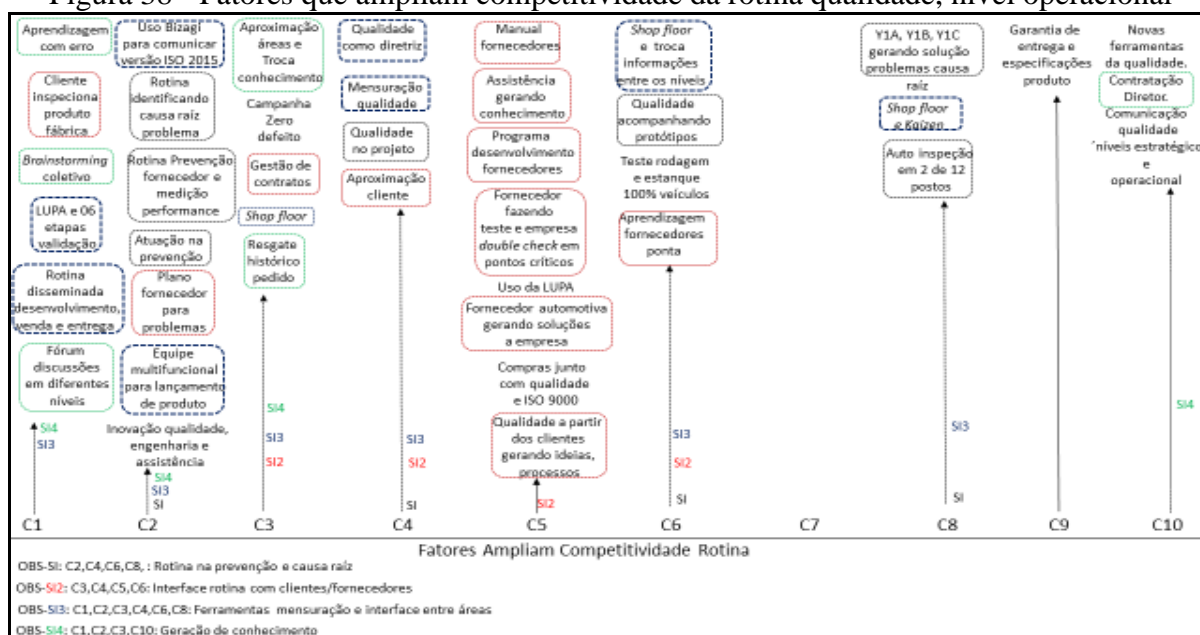 Figura 38 - Fatores que ampliam competitividade da rotina qualidade, nível operacional
Aprendizagem
com erro
Cliente
inspeciona
produto
fábrica
Brainstorming
coletivo
LUPA e 06
etapas
validação
Rotina
disseminada
desenvolvimento,
venda e entrega
Fórum
discussões
em diferentes
níveis
SI4
SI3
C1
Uso Bizagi
para comunicar
versão ISO 2015
Rotina
identificando
causa raíz
problema
Rotina Prevenção
fornecedor e
medição
performance
Atuação na
prevenção
Plano
fornecedor
para
problemas
Equipe
multifuncional
para lançamento
de produto
Inovação qualidade,
engenharia e
assistência
SI4
SI3
SI
C2
Aproximação
áreas e
Troca
conhecimento
Campanha
Zero
defeito
Gestão de
contratos
Shop floor
Resgate
histórico
pedido
SI4
SI3
SI2
C3
Qualidade
como diretriz
Mensuração
qualidade
Qualidade
no projeto
Aproximação
cliente
SI3
SI2
SI
C4
Manual
fornecedores
Assistência
gerando
conhecimento
Programa
desenvolvimento
fornecedores
Fornecedor
fazendo
teste e empresa
double check em
pontos críticos
Uso da LUPA
Fornecedor automotiva
gerando soluções
a empresa
Compras junto
com qualidade
e ISO 9000
Qualidade a partir
dos clientes
gerando ideias,
processos
SI2
C5
Shop floor
e troca
informações
entre os níveis
Qualidade
acompanhando
protótipos
Teste rodagem
e estanque
100% veículos
Aprendizagem
fornecedores
ponta
SI3
SI2
SI
C6
C7
Y1A, Y1B, Y1C
gerando solução
problemas causa
raíz
Shop floor
e Kaizen
Auto inspeção
em 2 de 12
postos
SI3
SI
C8
Garantia de
entrega e
especificações
produto
C9
Novas
ferramentas
da qualidade.
Contratação
Diretor.
Comunicação
qualidade
´níveis estratégico
e
operacional
SI4
C10
Fatores Ampliam Competitividade Rotina
OBS-SI: C2,C4,C6,C8, : Rotina na prevenção e causa raíz
OBS-SI2: C3,C4,C5,C6: Interface rotina com clientes/fornecedores
OBS-SI3: C1,C2,C3,C4,C6,C8: Ferramentas mensuração e interface entre áreas
OBS-SI4: C1,C2,C3,C10: Geração de conhecimento